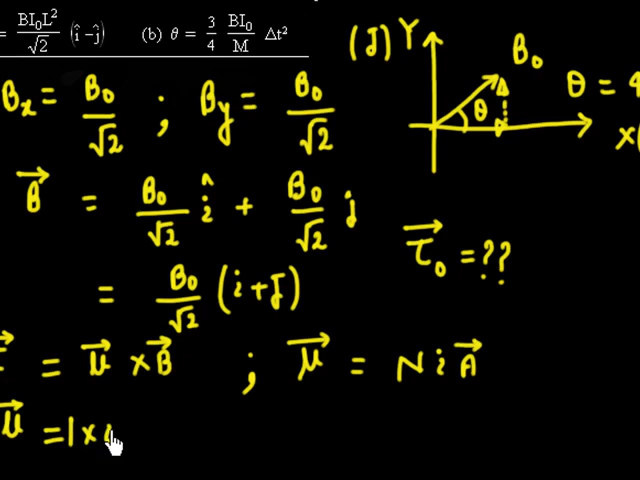 = BI₀L²/√2 (î-ĵ) (b) θ = 3/4 BI₀/M Δt²
(J) Y
B₀
θ
θ = 4
X(
Bx = B₀/√2 ; By = B₀/√2
B⃗ = B₀/√2 î + B₀/√2 j
τ⃗₀ = ??
= B₀/√2 (i+J)
= μ⃗ × B⃗ ; μ⃗ = N i A⃗
μ⃗ = 1 ×